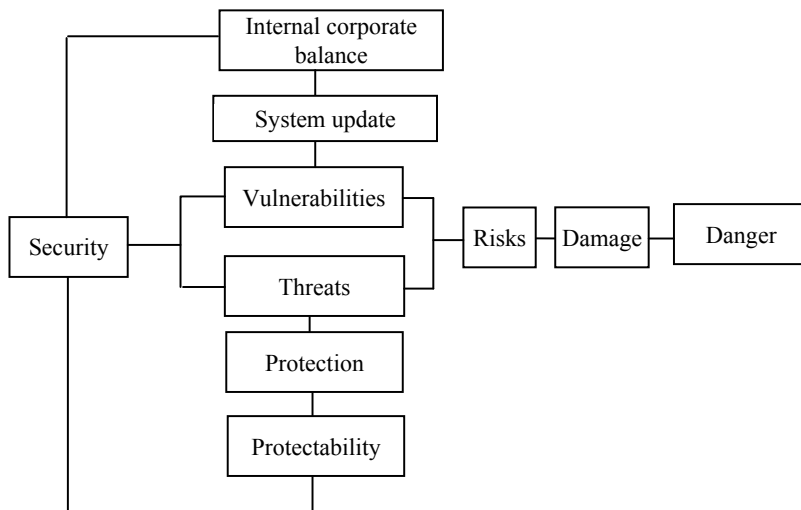 Internal corporate
balance
System update
Vulnerabilities
Security
Risks
Damage
Danger
Threats
Protection
Protectability